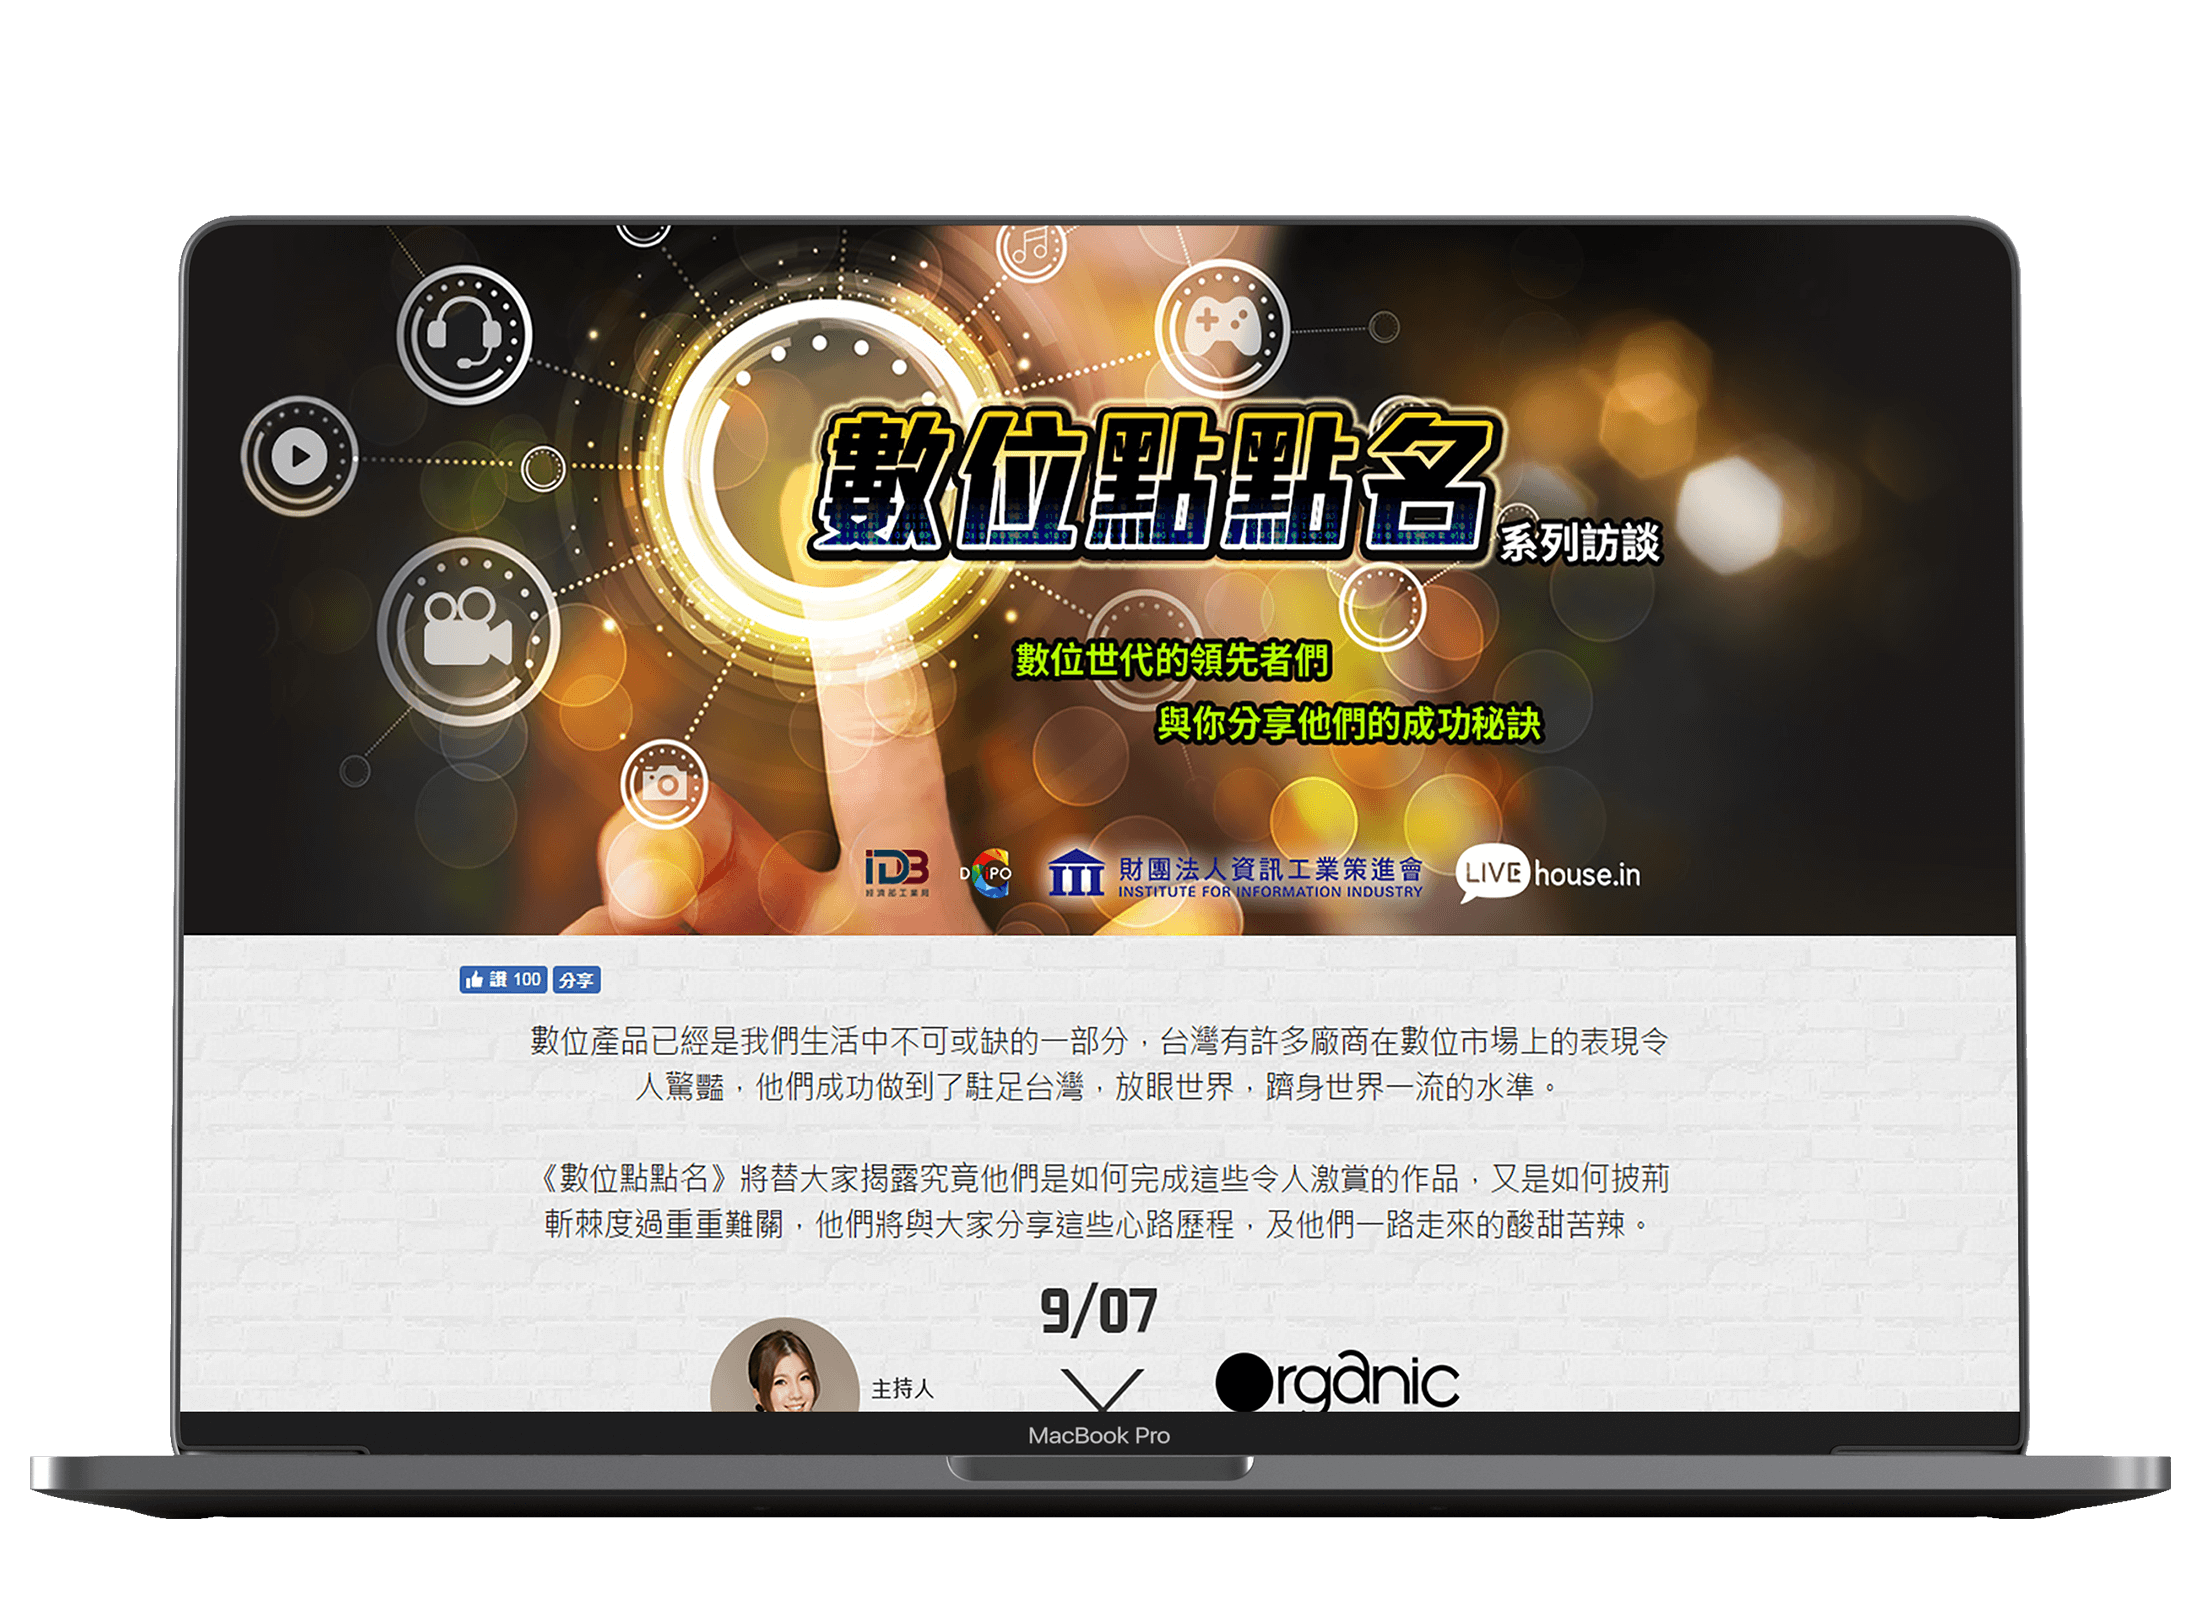 數位點點名
系列訪談
數位世代的領先者們
與你分享他們的成功秘訣
iDB
經濟部工業局
DCiPO
財團法人資訊工業策進會
INSTITUTE FOR INFORMATION INDUSTRY
LIVE house.in
讚 100 分享
數位產品已經是我們生活中不可或缺的一部分，台灣有許多廠商在數位市場上的表現令
人驚豔，他們成功做到了駐足台灣，放眼世界，躋身世界一流的水準。
《數位點點名》將替大家揭露究竟他們是如何完成這些令人激賞的作品，又是如何披荊
斬棘度過重重難關，他們將與大家分享這些心路歷程，及他們一路走來的酸甜苦辣。
9/07
主持人
Organic
MacBook Pro